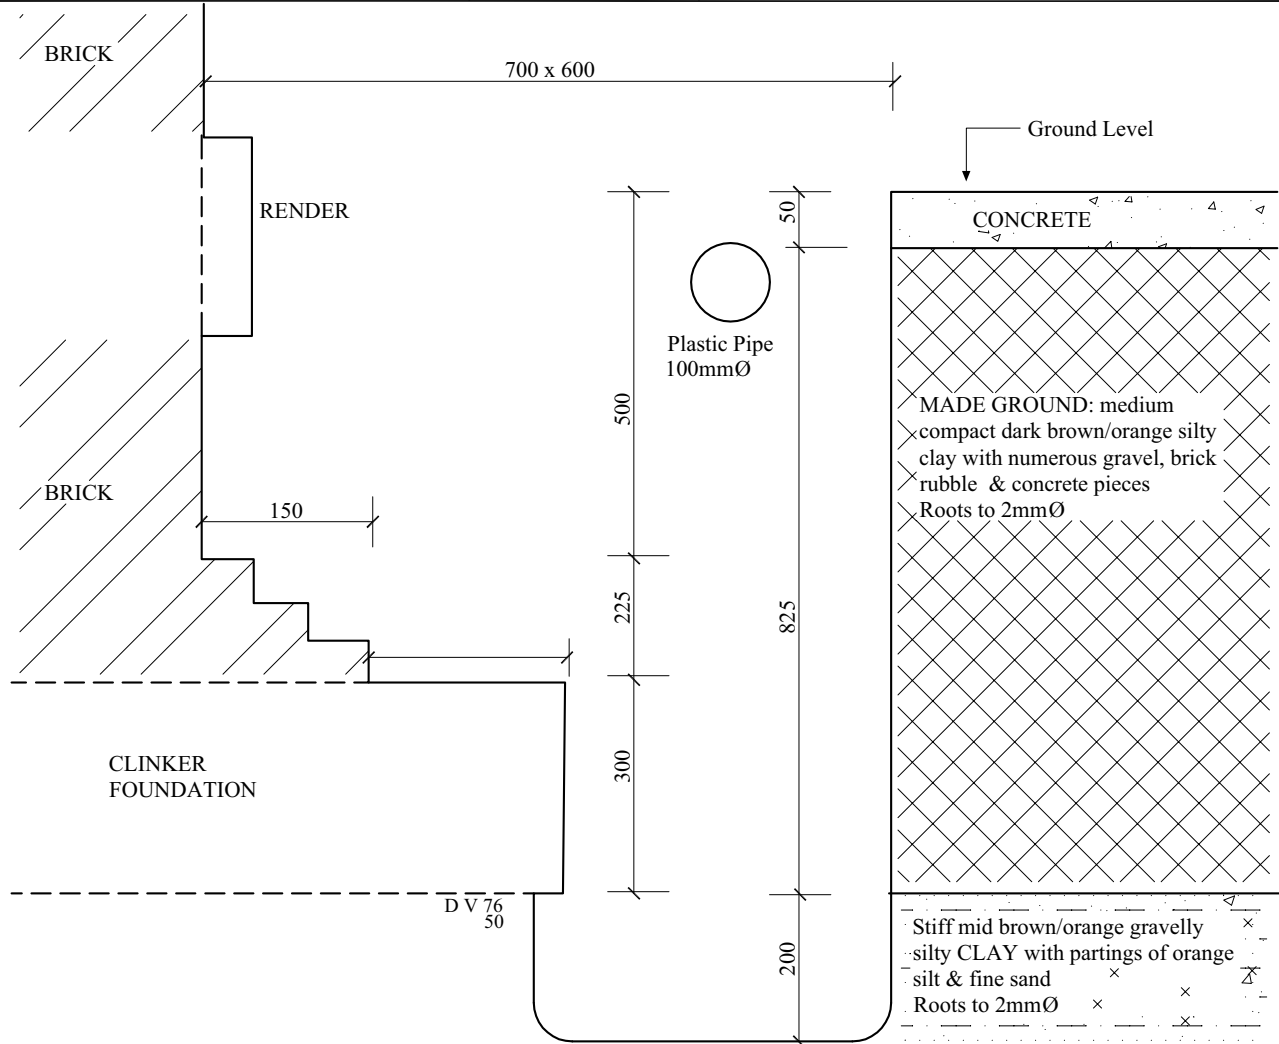 BRICK
700 x 600
Ground Level
RENDER
50
CONCRETE
Plastic Pipe
100mmØ
500
MADE GROUND: medium
compact dark brown/orange silty
clay with numerous gravel, brick
rubble & concrete pieces
Roots to 2mmØ
BRICK
150
225
825
CLINKER
FOUNDATION
300
D V 76
50
200
Stiff mid brown/orange gravelly
silty CLAY with partings of orange
silt & fine sand
Roots to 2mmØ